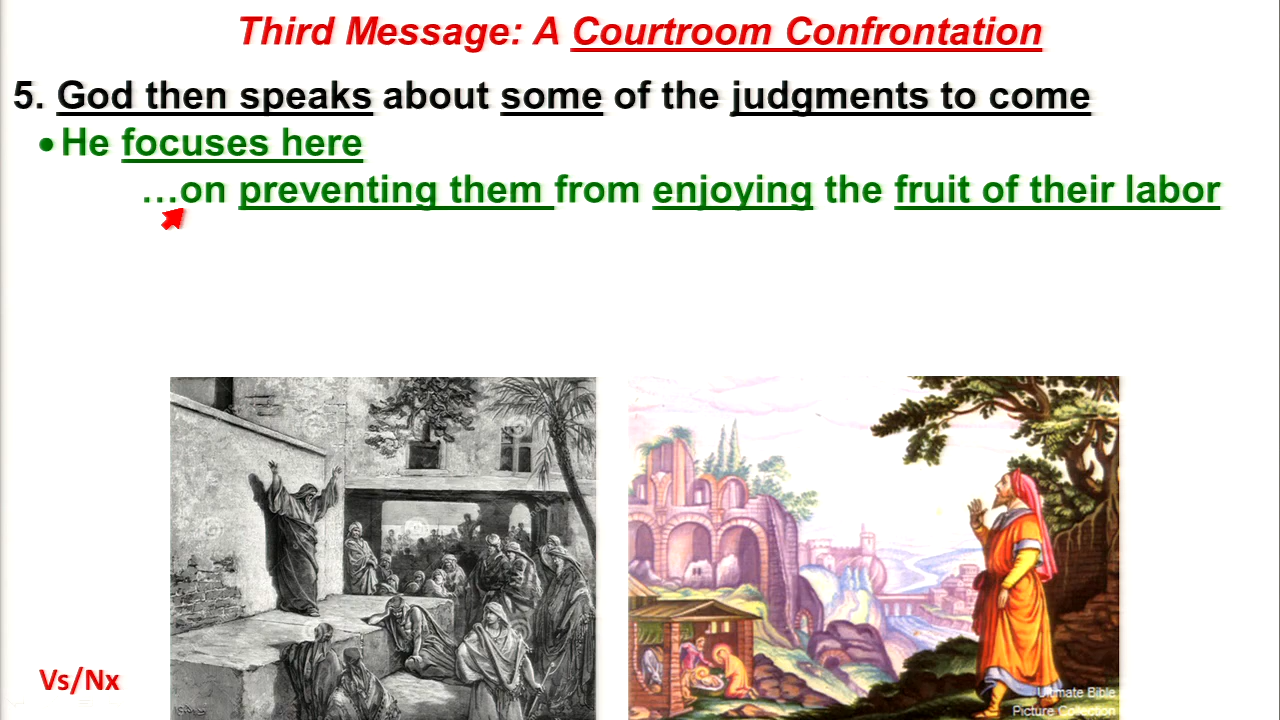 Third Message: A Courtroom Confrontation
5. God then speaks about some of the judgments to come
•He focuses here
…on preventing them from enjoying the fruit of their labor
Vs/Nx
Ultimate Bible
Picture Collection